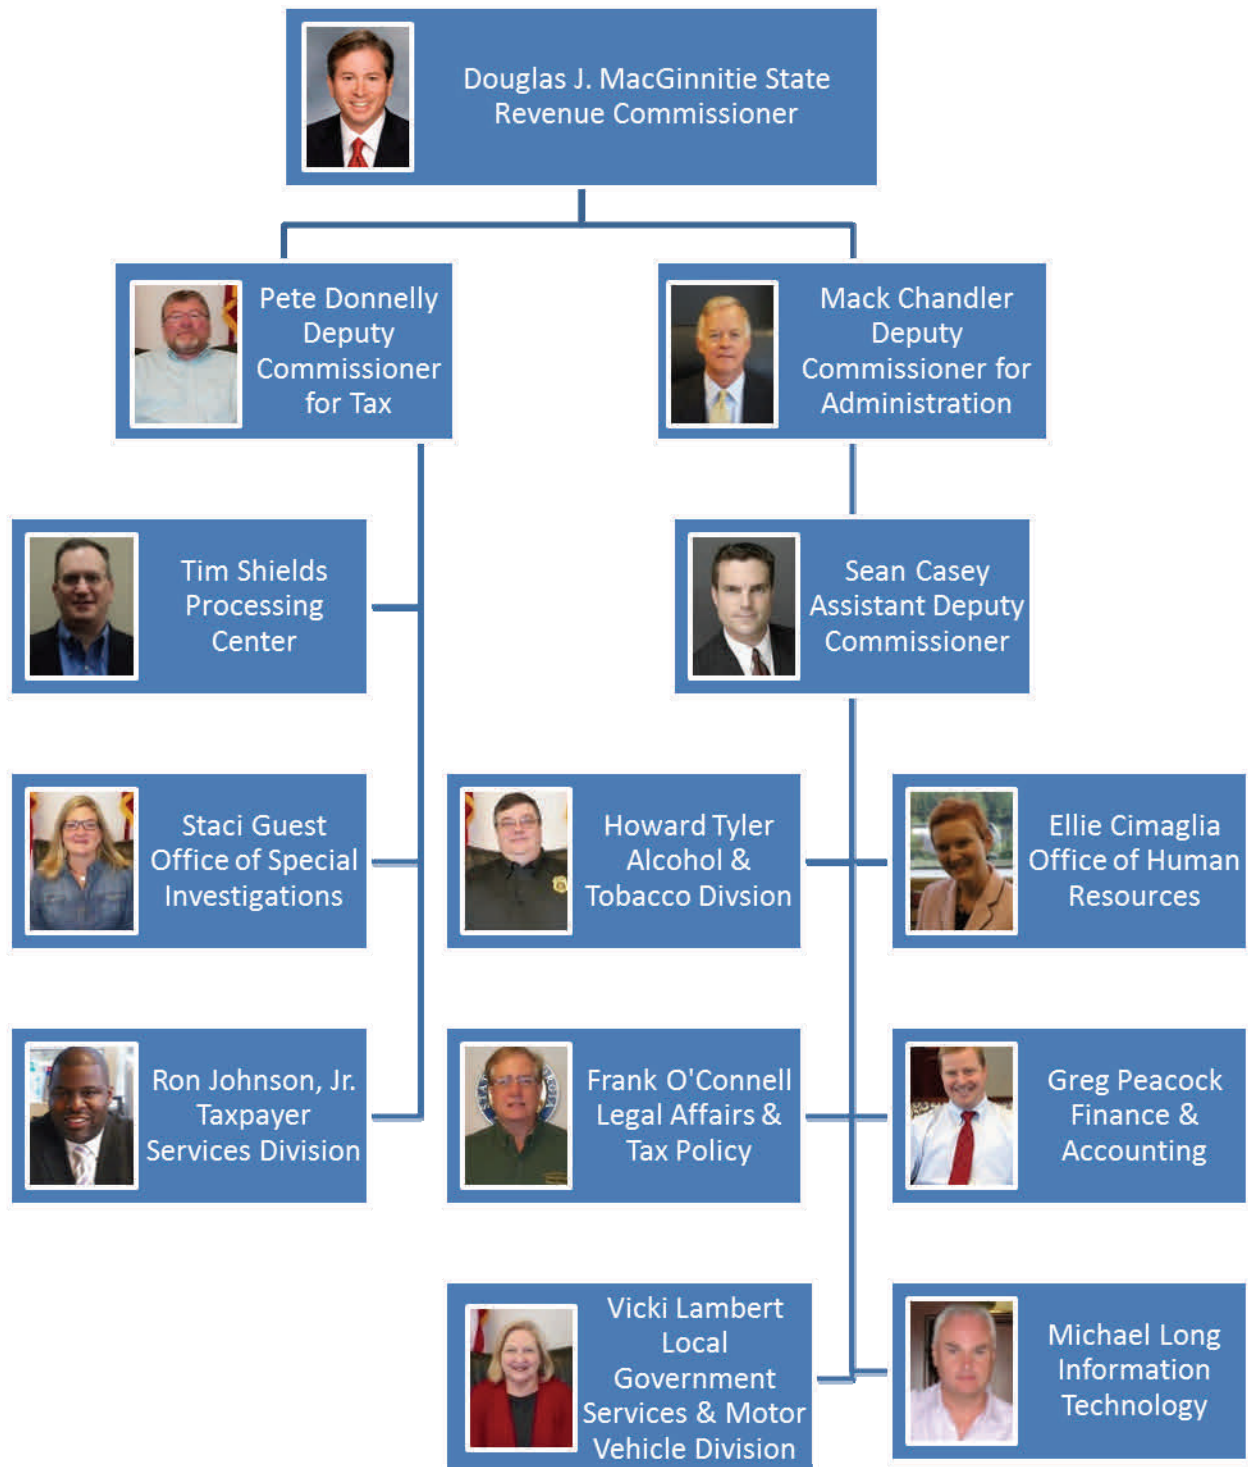 Douglas J. MacGinnitie State
Revenue Commissioner
Pete Donnelly
Deputy
Commissioner
for Tax
Mack Chandler
Deputy
Commissioner for
Administration
Tim Shields
Processing
Center
Sean Casey
Assistant Deputy
Commissioner
Staci Guest
Office of Special
Investigations
Howard Tyler
Alcohol &
Tobacco Divsion
Ellie Cimaglia
Office of Human
Resources
Ron Johnson, Jr.
Taxpayer
Services Division
Frank O'Connell
Legal Affairs &
Tax Policy
Greg Peacock
Finance &
Accounting
Vicki Lambert
Local
Government
Services & Motor
Vehicle Division
Michael Long
Information
Technology